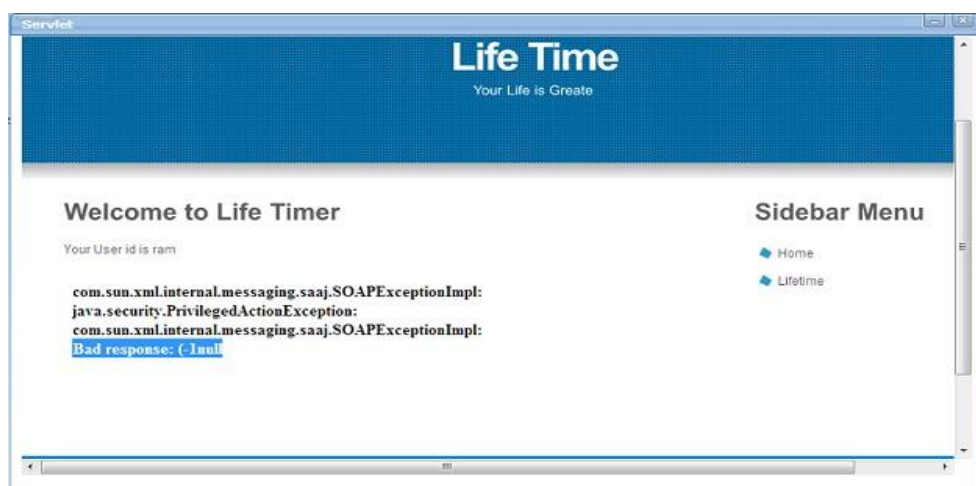 Servlet
Life Time
Your Life is Greate
Welcome to Life Timer
Your User id is ram
com.sun.xml.internal.messaging.saaj.SOAPExceptionImpl:
java.security.PrivilegedActionException:
com.sun.xml.internal.messaging.saaj.SOAPExceptionImpl:
Bad response: (-1null
Sidebar Menu
Home
Lifetime